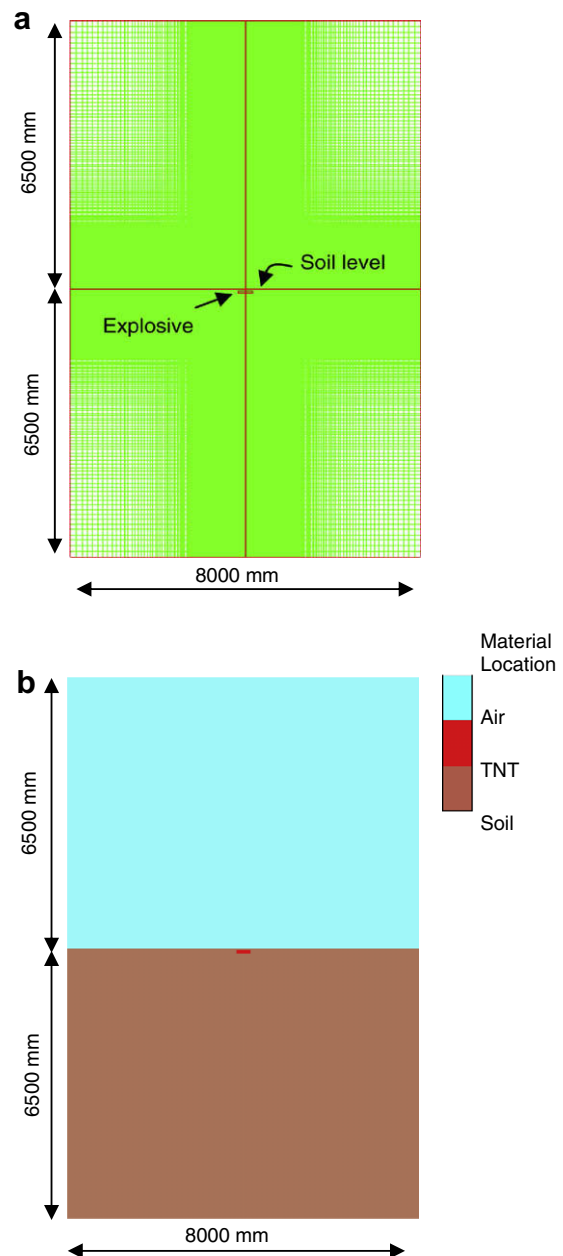 a
6500 mm
Soil level
Explosive
6500 mm
8000 mm
b
Material
Location
Air
TNT
Soil
6500 mm
6500 mm
8000 mm